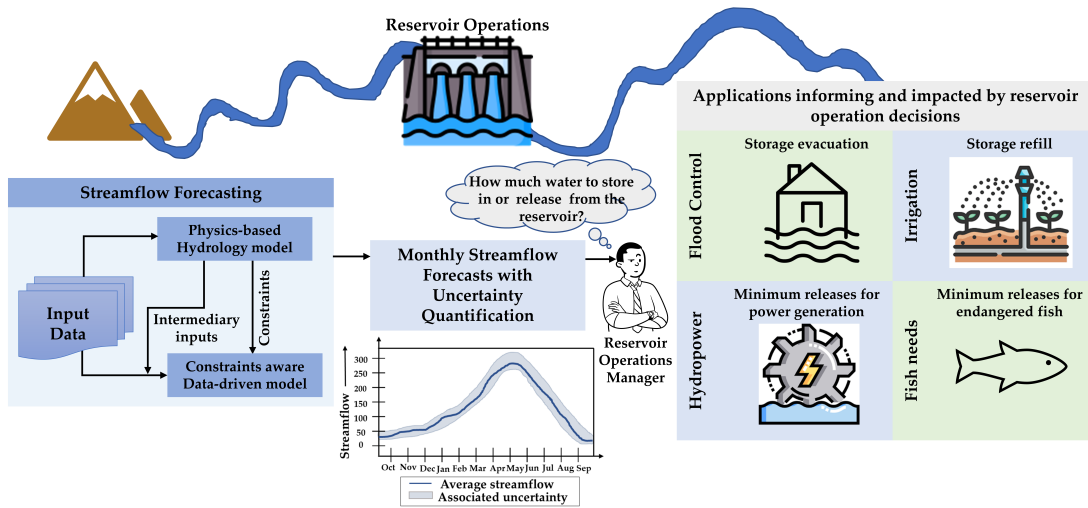 Reservoir Operations
Streamflow Forecasting
Physics-based
Hydrology model
Input
Data
Intermediary
inputs
Constraints
Constraints aware
Data-driven model
Monthly Streamflow
Forecasts with
Uncertainty
Quantification
How much water to store
in or release from the
reservoir?
Reservoir
Operations
Manager
Streamflow
300
250
200
150
100
50
0
Oct Nov Dec Jan Feb Mar Apr May Jun Jul Aug Sep
Average streamflow
Associated uncertainty
Applications informing and impacted by reservoir
operation decisions
Flood Control
Storage evacuation
Irrigation
Storage refill
Hydropower
Minimum releases for
power generation
Fish needs
Minimum releases for
endangered fish